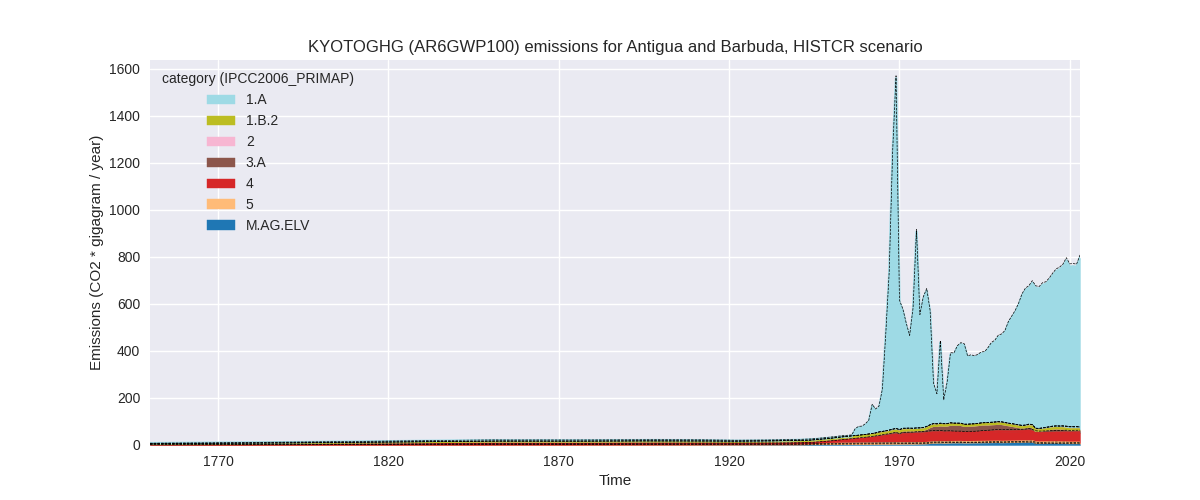 KYOTOGHG (AR6GWP100) emissions for Antigua and Barbuda, HISTCR scenario
1600
1400
1200
1000
800
600
400
200
0
Emissions (CO2 * gigagram / year)
category (IPCC2006_PRIMAP)
1.A
1.B.2
2
3.A
4
5
M.AG.ELV
1770
1820
1870
1920
1970
2020
Time